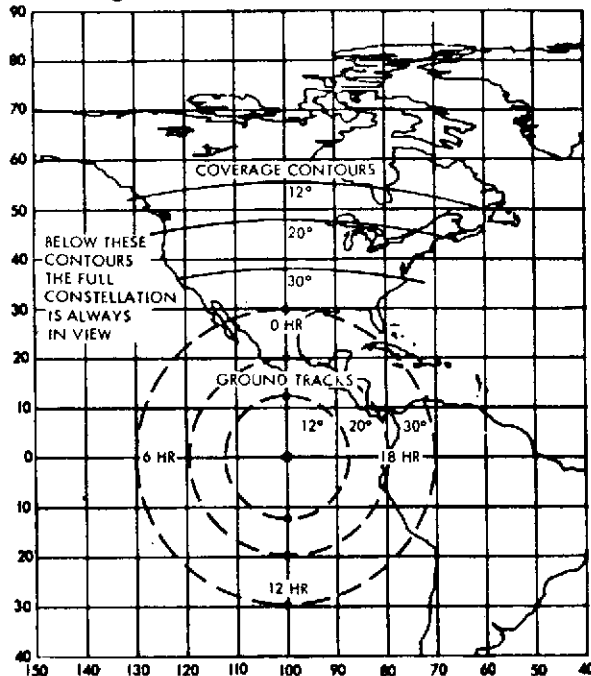 90
80
70
60
50
40
30
20
10
0
10
20
30
40
COVERAGE CONTOURS
12°
20°
30°
BELOW THESE
CONTOURS
THE FULL
CONSTELLATION
IS ALWAYS
IN VIEW
0 HR
GROUND TRACKS
12° 20° 30°
6 HR 18 HR
12 HR
150 140 130 120 110 100 90 80 70 60 50 40